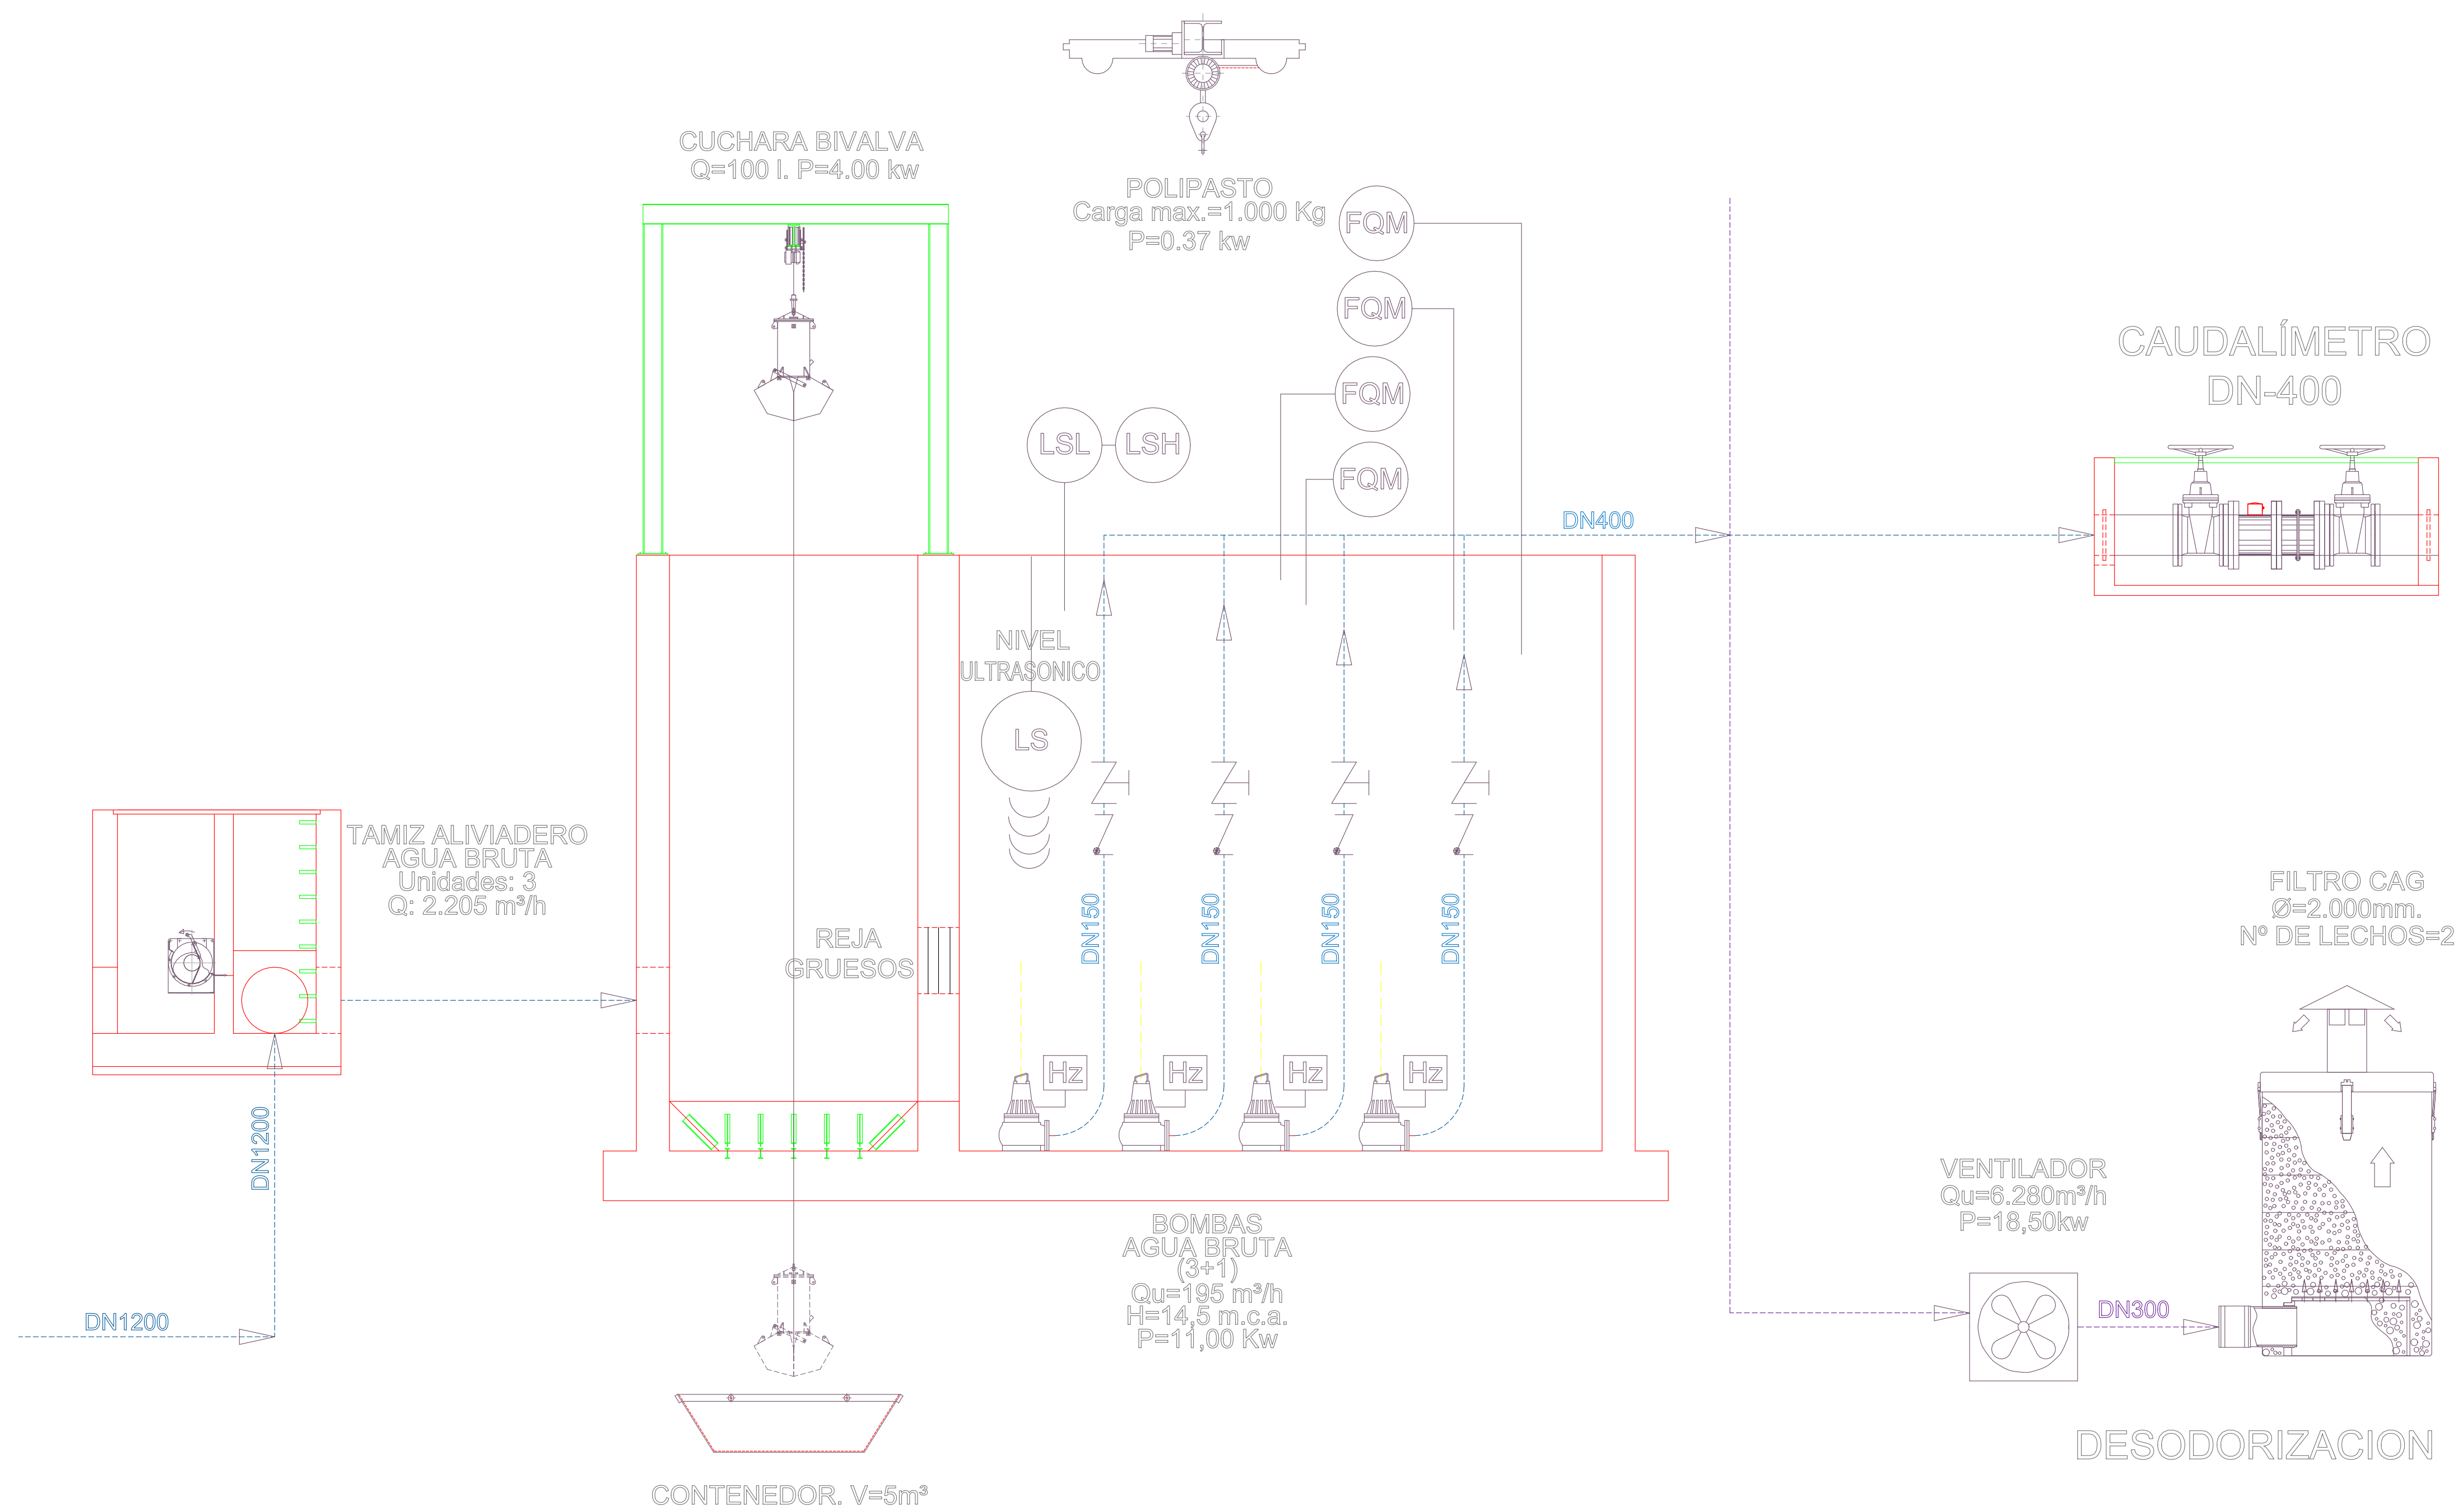 CUCHARA BIVALVA
Q=100 l. P=4.00 kw
POLIPASTO
Carga max.=1.000 Kg
P=0.37 kw
FQM
FQM
FQM
FQM
LSL
LSH
CAUDALÍMETRO
DN-400
DN400
NIVEL
ULTRASONICO
LS
TAMIZ ALIVIADERO
AGUA BRUTA
Unidades: 3
Q: 2.205 m³/h
REJA
GRUESOS
DN150
DN150
DN150
DN150
Hz
Hz
Hz
Hz
DN1200
DN1200
BOMBAS
AGUA BRUTA
(3+1)
Qu=195 m³/h
H=14,5 m.c.a.
P=11,00 Kw
FILTRO CAG
Ø=2.000mm.
Nº DE LECHOS=2
VENTILADOR
Qu=6.280m³/h
P=18,50kw
DN300
DESODORIZACION
CONTENEDOR. V=5m³